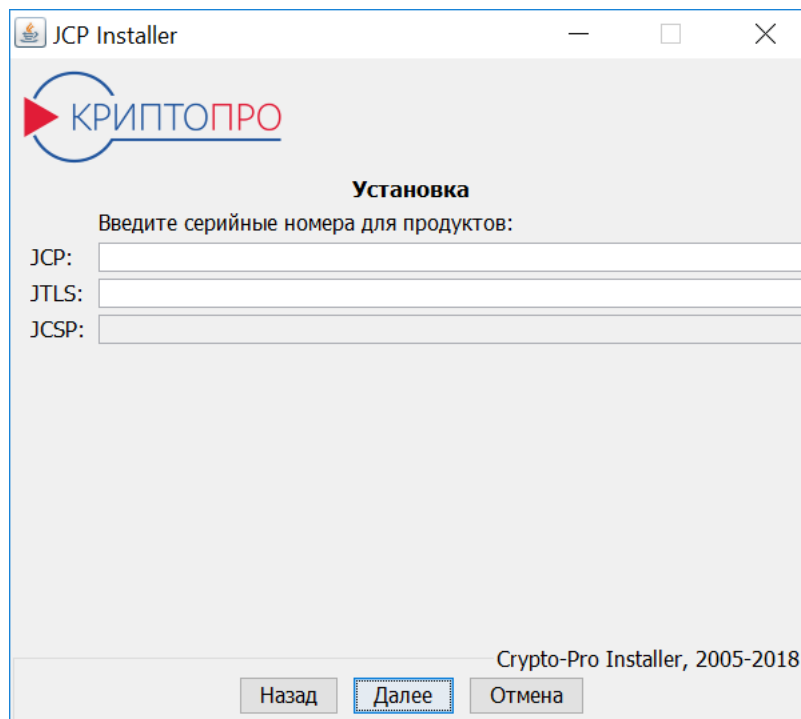 JCP Installer
КРИПТОПРО
Установка
Введите серийные номера для продуктов:
JCP:
JTLS:
JCSP:
Crypto-Pro Installer, 2005-2018
Назад Далее Отмена